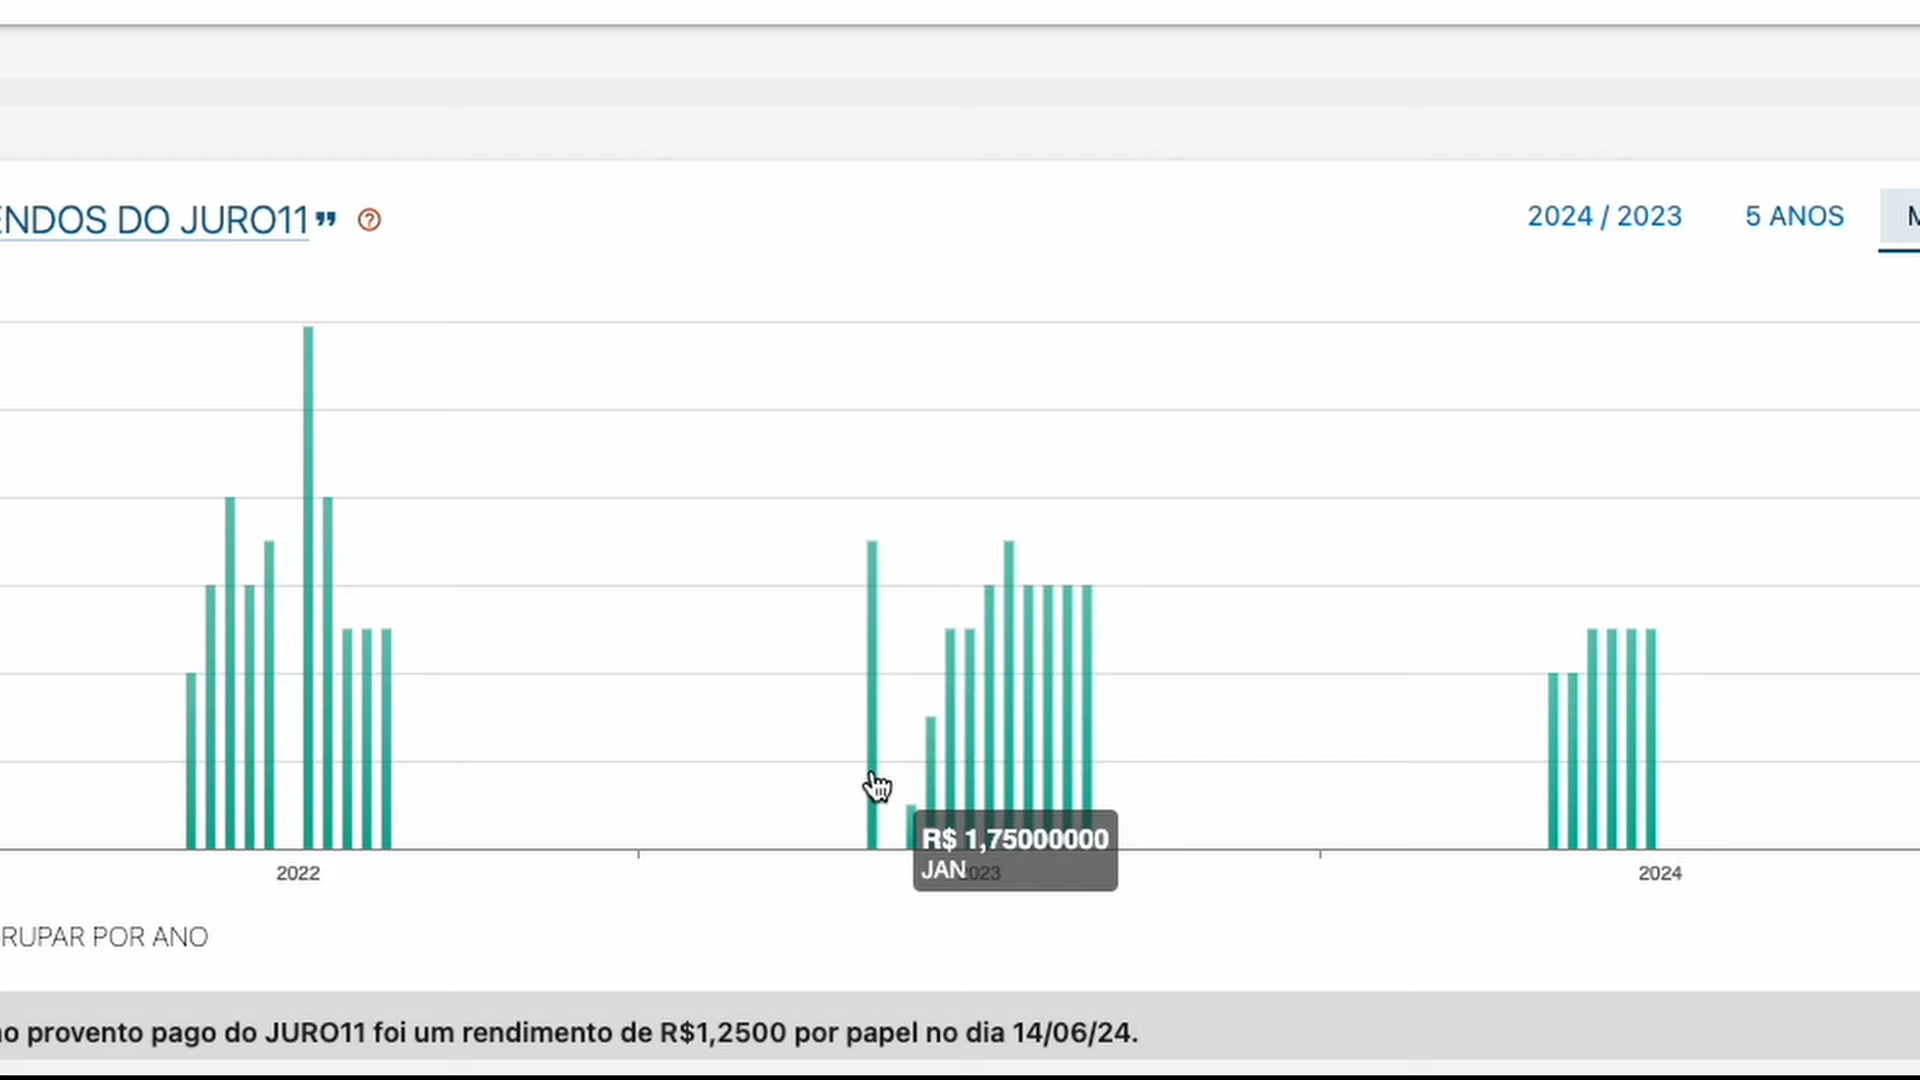 ENDOS DO JURO11
2024 / 2023 5 ANOS M
R$ 1,75000000
JAN
2022 2023 2024
RUPAR POR ANO
o provento pago do JURO11 foi um rendimento de R$1,2500 por papel no dia 14/06/24.